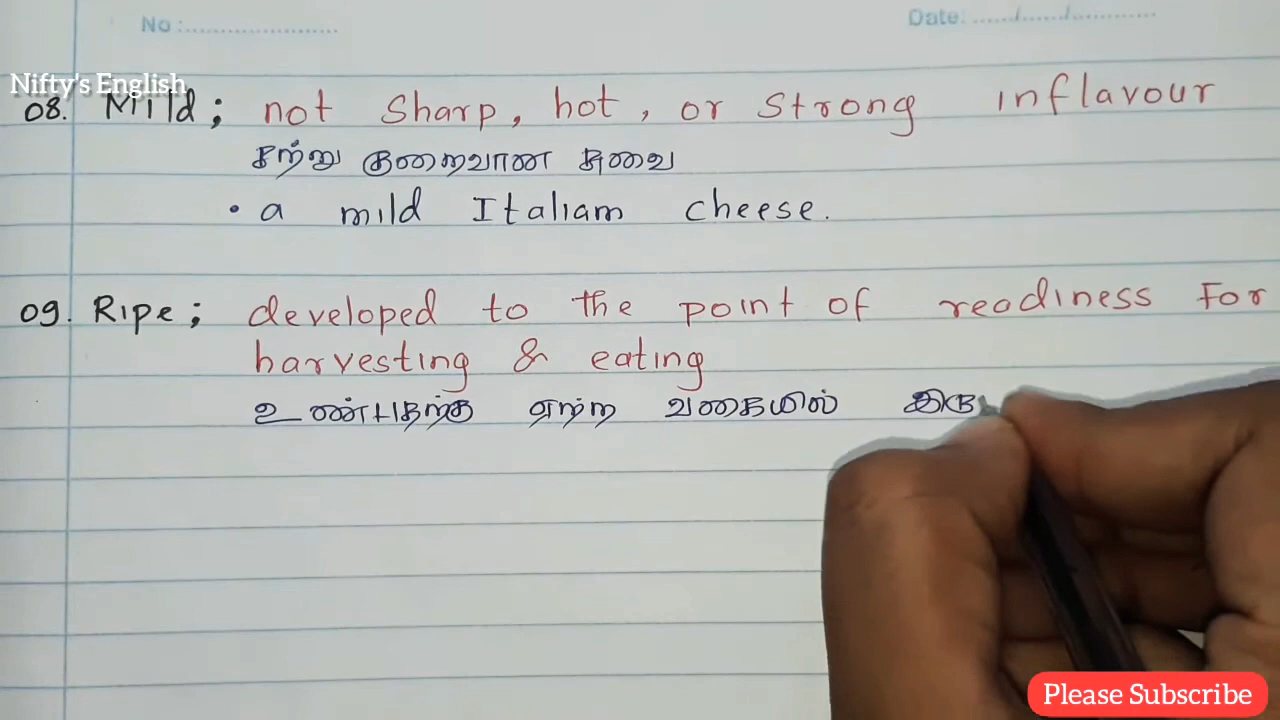 No :
Date: ....../....../............
Nifty's English
08. Mild; not Sharp, hot, or Strong inflavour
சற்று குறைவான சுவை
• a mild Italiam cheese.
09. Ripe; developed to the point of readiness For
harvesting & eating
உண்பதற்கு ஏற்ற வகையில் இரு
Please Subscribe